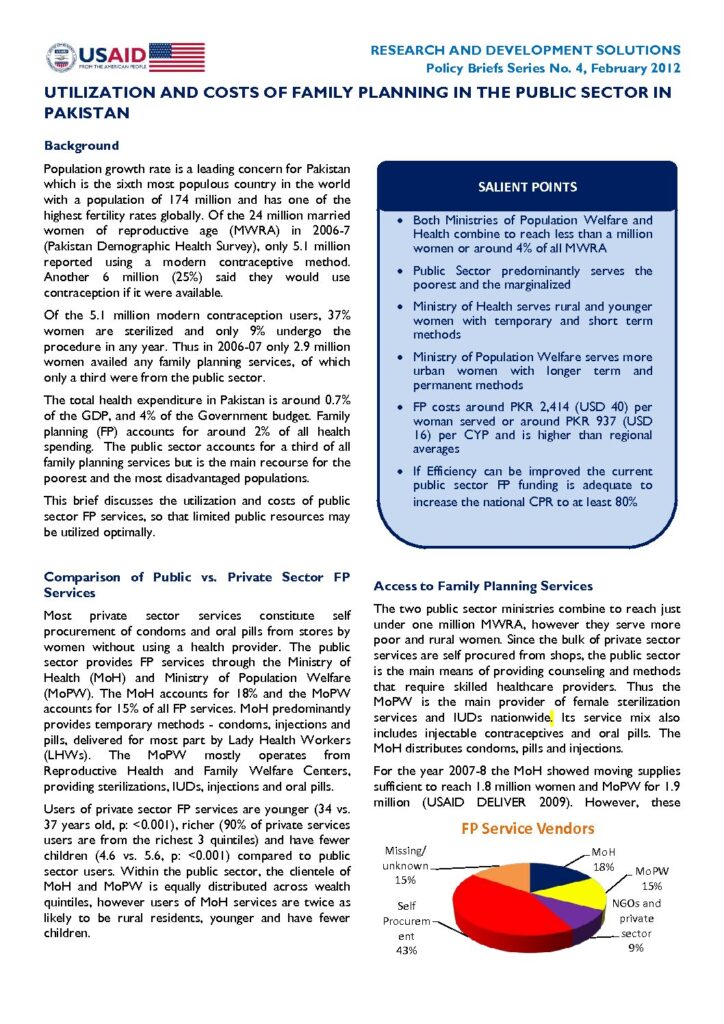 USAID
FROM THE AMERICAN PEOPLE
RESEARCH AND DEVELOPMENT SOLUTIONS
Policy Briefs Series No. 4, February 2012
UTILIZATION AND COSTS OF FAMILY PLANNING IN THE PUBLIC SECTOR IN
PAKISTAN
Background
Population growth rate is a leading concern for Pakistan
which is the sixth most populous country in the world
with a population of 174 million and has one of the
highest fertility rates globally. Of the 24 million married
women of reproductive age (MWRA) in 2006-7
(Pakistan Demographic Health Survey), only 5.1 million
reported using a modern contraceptive method.
Another 6 million (25%) said they would use
contraception if it were available.
Of the 5.1 million modern contraception users, 37%
women are sterilized and only 9% undergo the
procedure in any year. Thus in 2006-07 only 2.9 million
women availed any family planning services, of which
only a third were from the public sector.
The total health expenditure in Pakistan is around 0.7%
of the GDP, and 4% of the Government budget. Family
planning (FP) accounts for around 2% of all health
spending. The public sector accounts for a third of all
family planning services but is the main recourse for the
poorest and the most disadvantaged populations.
This brief discusses the utilization and costs of public
sector FP services, so that limited public resources may
be utilized optimally.
SALIENT POINTS
• Both Ministries of Population Welfare and
Health combine to reach less than a million
women or around 4% of all MWRA
• Public Sector predominantly serves the
poorest and the marginalized
• Ministry of Health serves rural and younger
women with temporary and short term
methods
• Ministry of Population Welfare serves more
urban women with longer term and
permanent methods
• FP costs around PKR 2,414 (USD 40) per
woman served or around PKR 937 (USD
16) per CYP and is higher than regional
averages
• If Efficiency can be improved the current
public sector FP funding is adequate to
increase the national CPR to at least 80%
Comparison of Public vs. Private Sector FP
Services
Most private sector services constitute self
procurement of condoms and oral pills from stores by
women without using a health provider. The public
sector provides FP services through the Ministry of
Health (MoH) and Ministry of Population Welfare
(MoPW). The MoH accounts for 18% and the MoPW
accounts for 15% of all FP services. MoH predominantly
provides temporary methods - condoms, injections and
pills, delivered for most part by Lady Health Workers
(LHWs). The MoPW mostly operates from
Reproductive Health and Family Welfare Centers,
providing sterilizations, IUDs, injections and oral pills.
Users of private sector FP services are younger (34 vs.
37 years old, p: <0.001), richer (90% of private services
users are from the richest 3 quintiles) and have fewer
children (4.6 vs. 5.6, p: <0.001) compared to public
sector users. Within the public sector, the clientele of
MoH and MoPW is equally distributed across wealth
quintiles, however users of MoH services are twice as
likely to be rural residents, younger and have fewer
children.
Access to Family Planning Services
The two public sector ministries combine to reach just
under one million MWRA, however they serve more
poor and rural women. Since the bulk of private sector
services are self procured from shops, the public sector
is the main means of providing counseling and methods
that require skilled healthcare providers. Thus the
MoPW is the main provider of female sterilization
services and IUDs nationwide. Its service mix also
includes injectable contraceptives and oral pills. The
MoH distributes condoms, pills and injections.
For the year 2007-8 the MoH showed moving supplies
sufficient to reach 1.8 million women and MoPW for 1.9
million (USAID DELIVER 2009). However, these
FP Service Vendors
Missing/
unknown
15%
MoH
18%
MoPW
15%
NGOs and
private
sector
9%
Self
Procurem
ent
43%